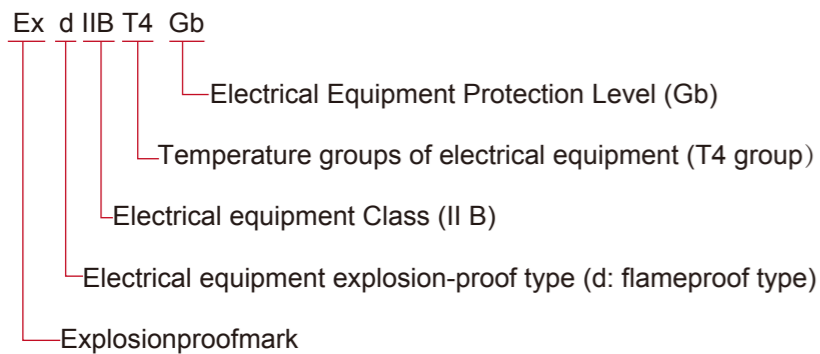 Ex d IIB T4 Gb
Electrical Equipment Protection Level (Gb)
Temperature groups of electrical equipment (T4 group）
Electrical equipment Class (II B)
Electrical equipment explosion-proof type (d: flameproof type)
Explosionproofmark